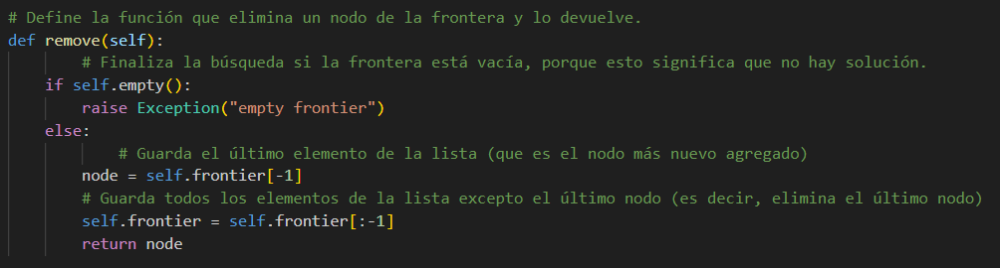 # Define la función que elimina un nodo de la frontera y lo devuelve.
def remove(self):
        # Finaliza la búsqueda si la frontera está vacía, porque esto significa que no hay solución.
    if self.empty():
        raise Exception("empty frontier")
    else:
            # Guarda el último elemento de la lista (que es el nodo más nuevo agregado)
        node = self.frontier[-1]
        # Guarda todos los elementos de la lista excepto el último nodo (es decir, elimina el último nodo)
        self.frontier = self.frontier[:-1]
        return node